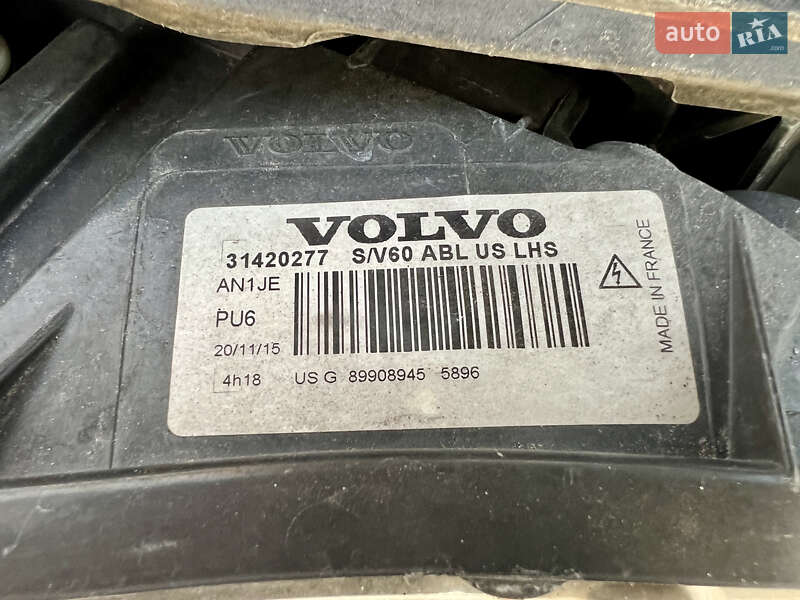 auto RIA .com
VOLVO
VOLVO
31420277 S/V60 ABL US LHS
AN1JE
PU6
20/11/15
4h18 US G 89908945 5896
MADE IN FRANCE